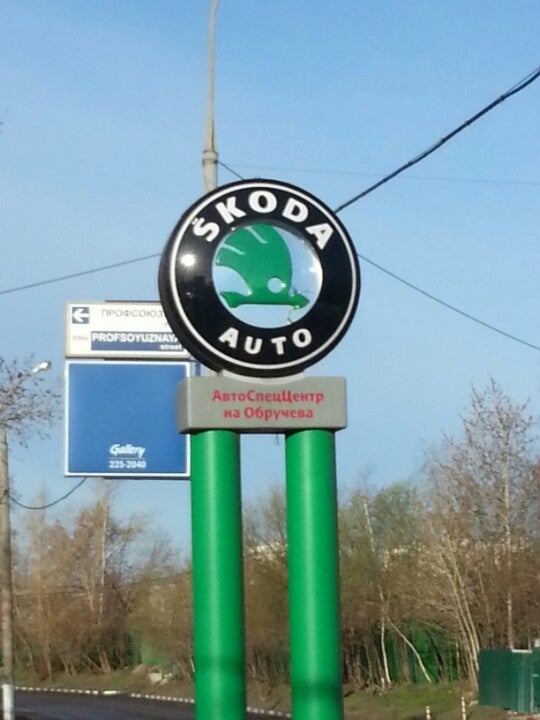 ŠKODA
AUTO
АвтоСпецЦентр
на Обручева
ПРОФСОЮЗ
PROFSOYUZNAYA
street
Gallery
225-2040